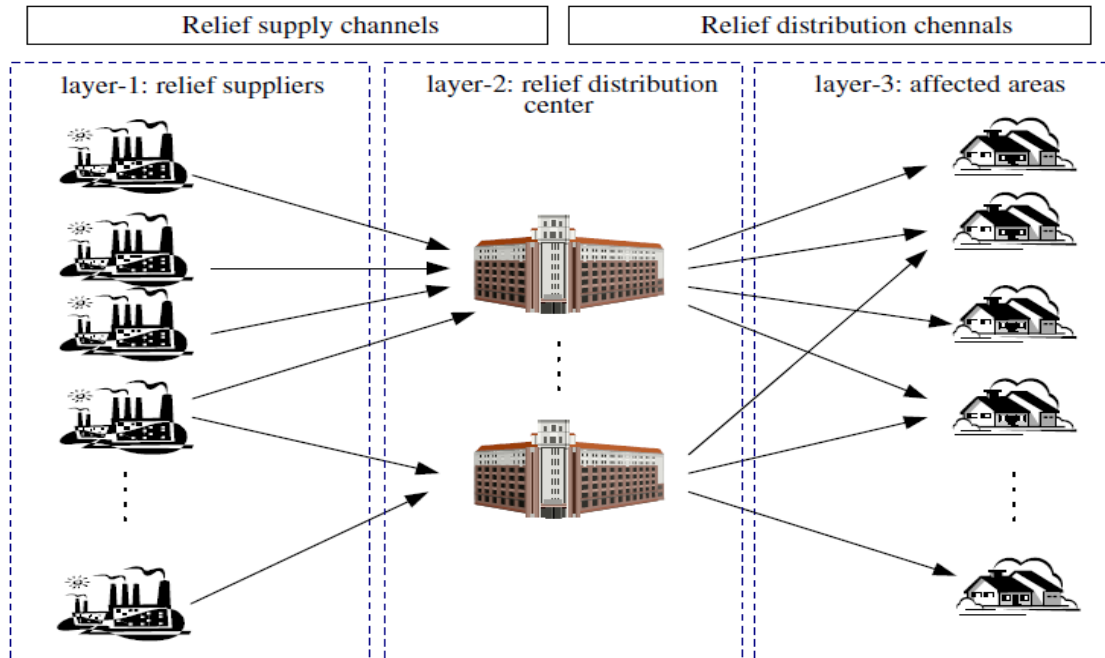 Relief supply channels
Relief distribution chennals
layer-1: relief suppliers
layer-2: relief distribution
center
layer-3: affected areas